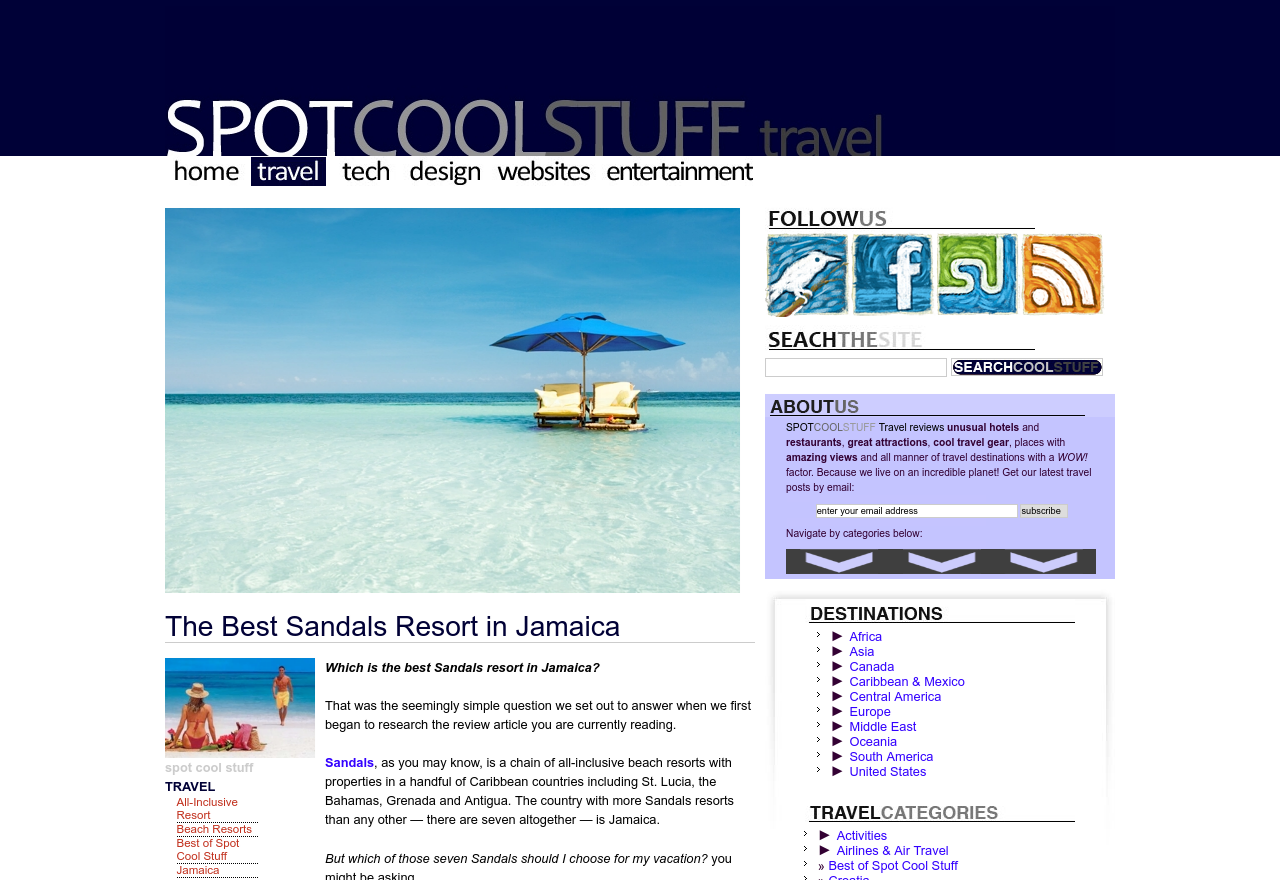 SPOTCOOLSTUFF travel
home travel tech design websites entertainment
FOLLOWUS
SEACHTHESITE
SEARCHCOOLSTUFF
ABOUTUS
SPOTCOOLSTUFF Travel reviews unusual hotels and
restaurants, great attractions, cool travel gear, places with
amazing views and all manner of travel destinations with a WOW!
factor. Because we live on an incredible planet! Get our latest travel
posts by email:
enter your email address subscribe
Navigate by categories below:
The Best Sandals Resort in Jamaica
spot cool stuff
TRAVEL
All-Inclusive
Resort
Beach Resorts
Best of Spot
Cool Stuff
Jamaica
Which is the best Sandals resort in Jamaica?
That was the seemingly simple question we set out to answer when we first
began to research the review article you are currently reading.
Sandals, as you may know, is a chain of all-inclusive beach resorts with
properties in a handful of Caribbean countries including St. Lucia, the
Bahamas, Grenada and Antigua. The country with more Sandals resorts
than any other — there are seven altogether — is Jamaica.
But which of those seven Sandals should I choose for my vacation? you
might be asking.
DESTINATIONS
► Africa
► Asia
► Canada
► Caribbean & Mexico
► Central America
► Europe
► Middle East
► Oceania
► South America
► United States
TRAVELCATEGORIES
► Activities
► Airlines & Air Travel
» Best of Spot Cool Stuff
» Croatia